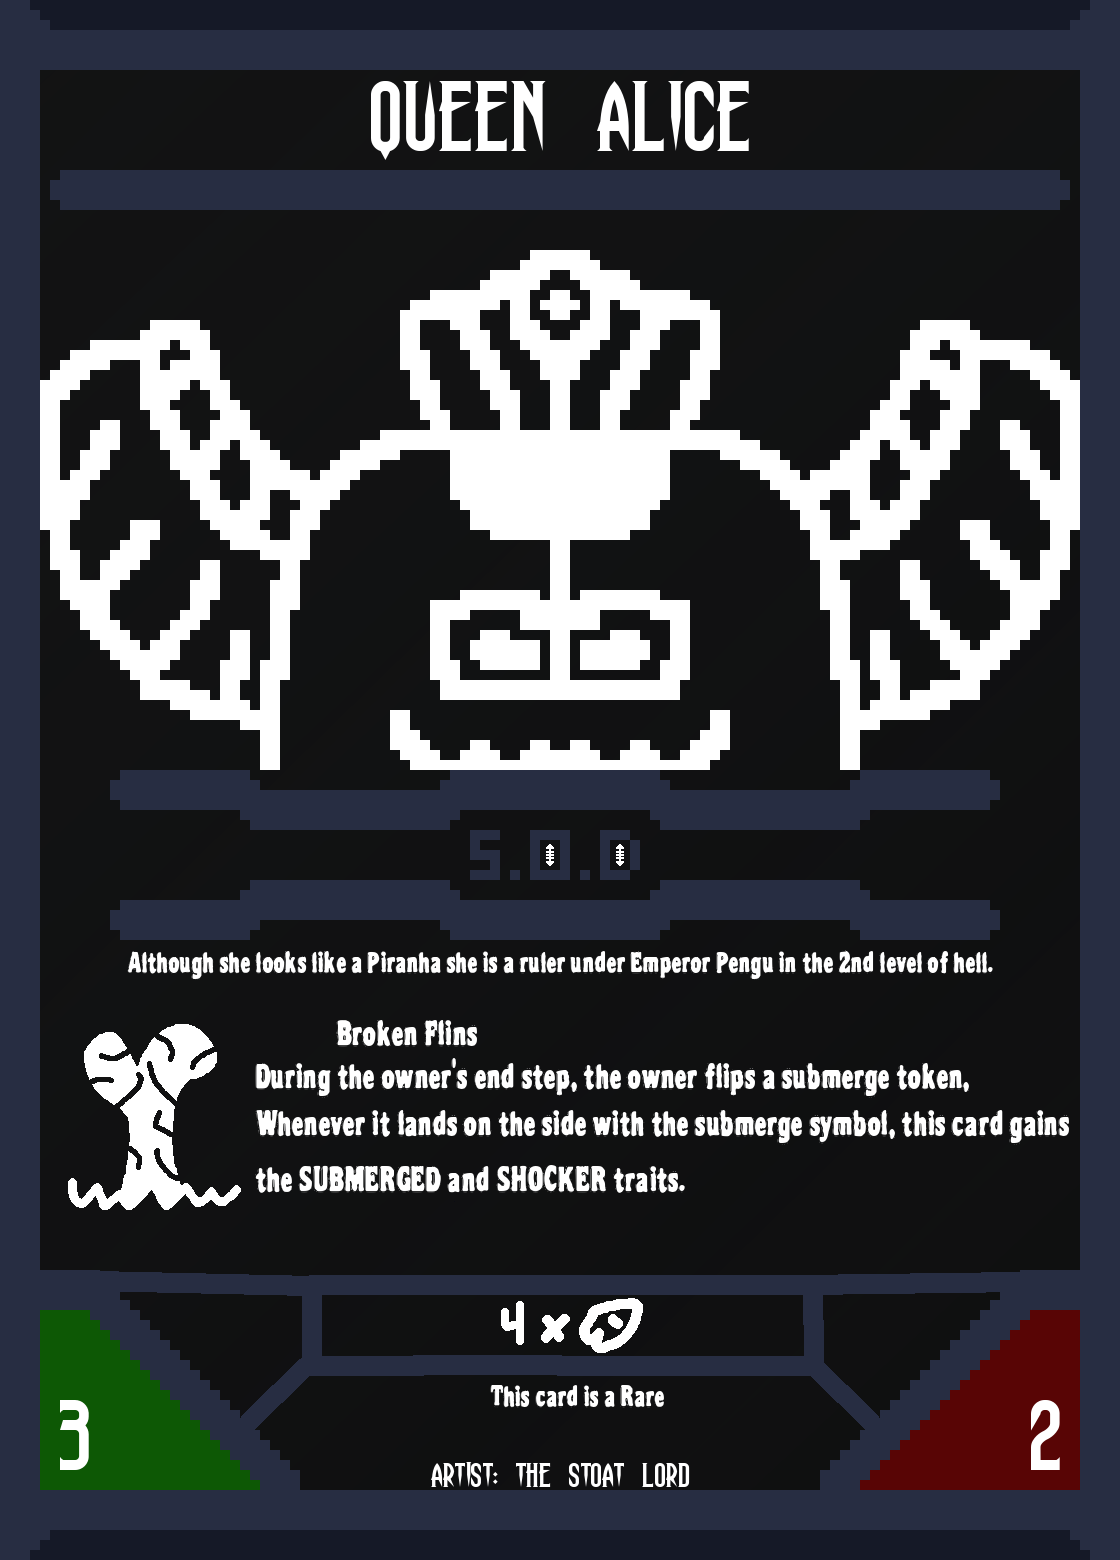 QUEEN ALICE
S.O.D
Although she looks like a Piranha she is a ruler under Emperor Pengu in the 2nd level of hell.
Broken Flins
During the owner's end step, the owner flips a submerge token,
Whenever it lands on the side with the submerge symbol, this card gains
the SUBMERGED and SHOCKER traits.
4 x
This card is a Rare
3
2
ARTIST: THE STOAT LORD